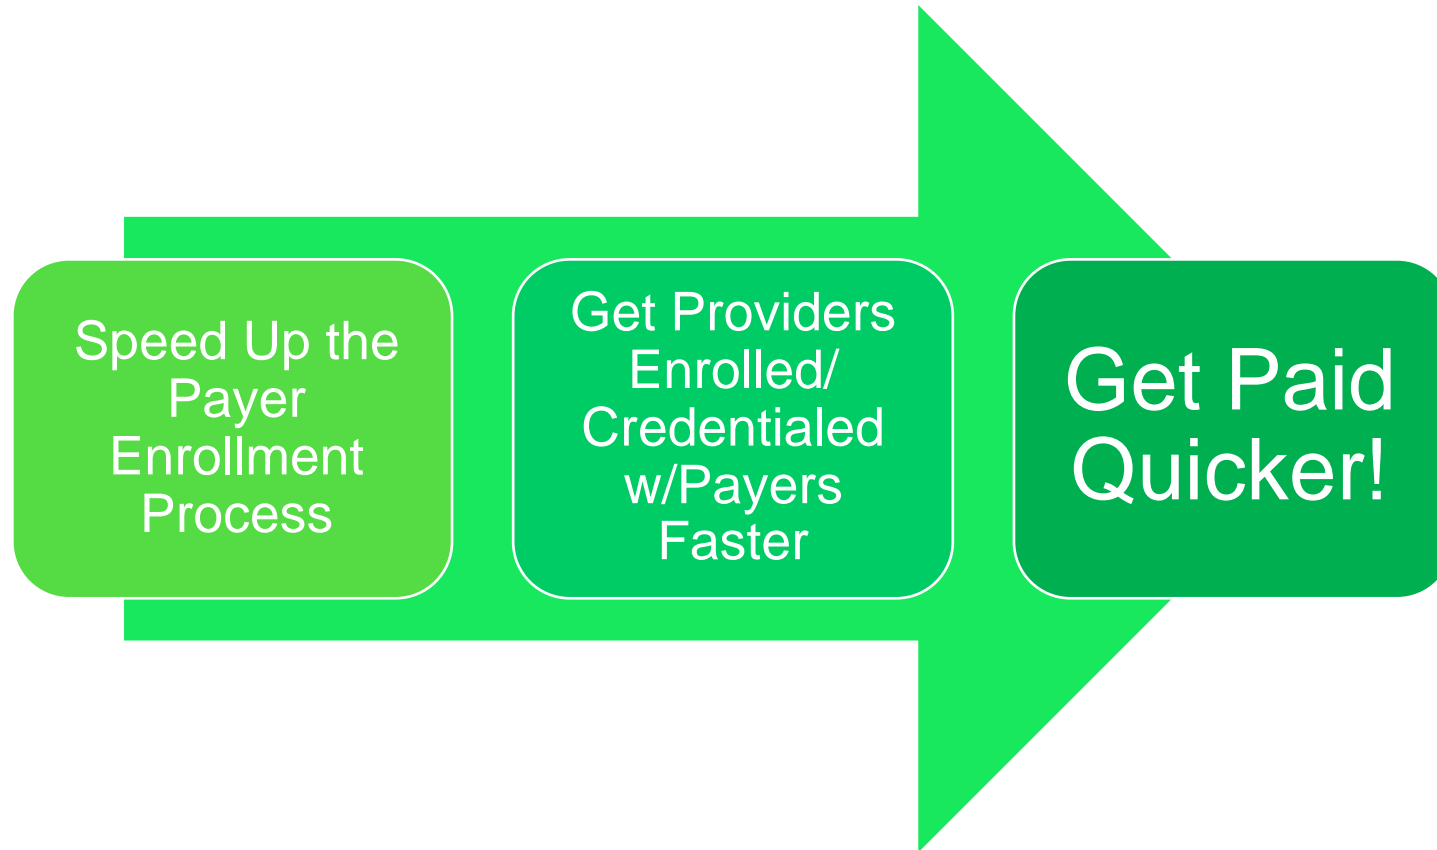 Speed Up the
Payer
Enrollment
Process
Get Providers
Enrolled/
Credentialed
w/Payers
Faster
Get Paid
Quicker!